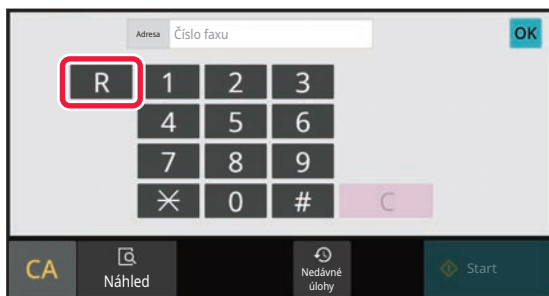 Adresa Číslo faxu OK
R 1 2 3
4 5 6
7 8 9
* 0 # C
CA Náhled Nedávné úlohy Start